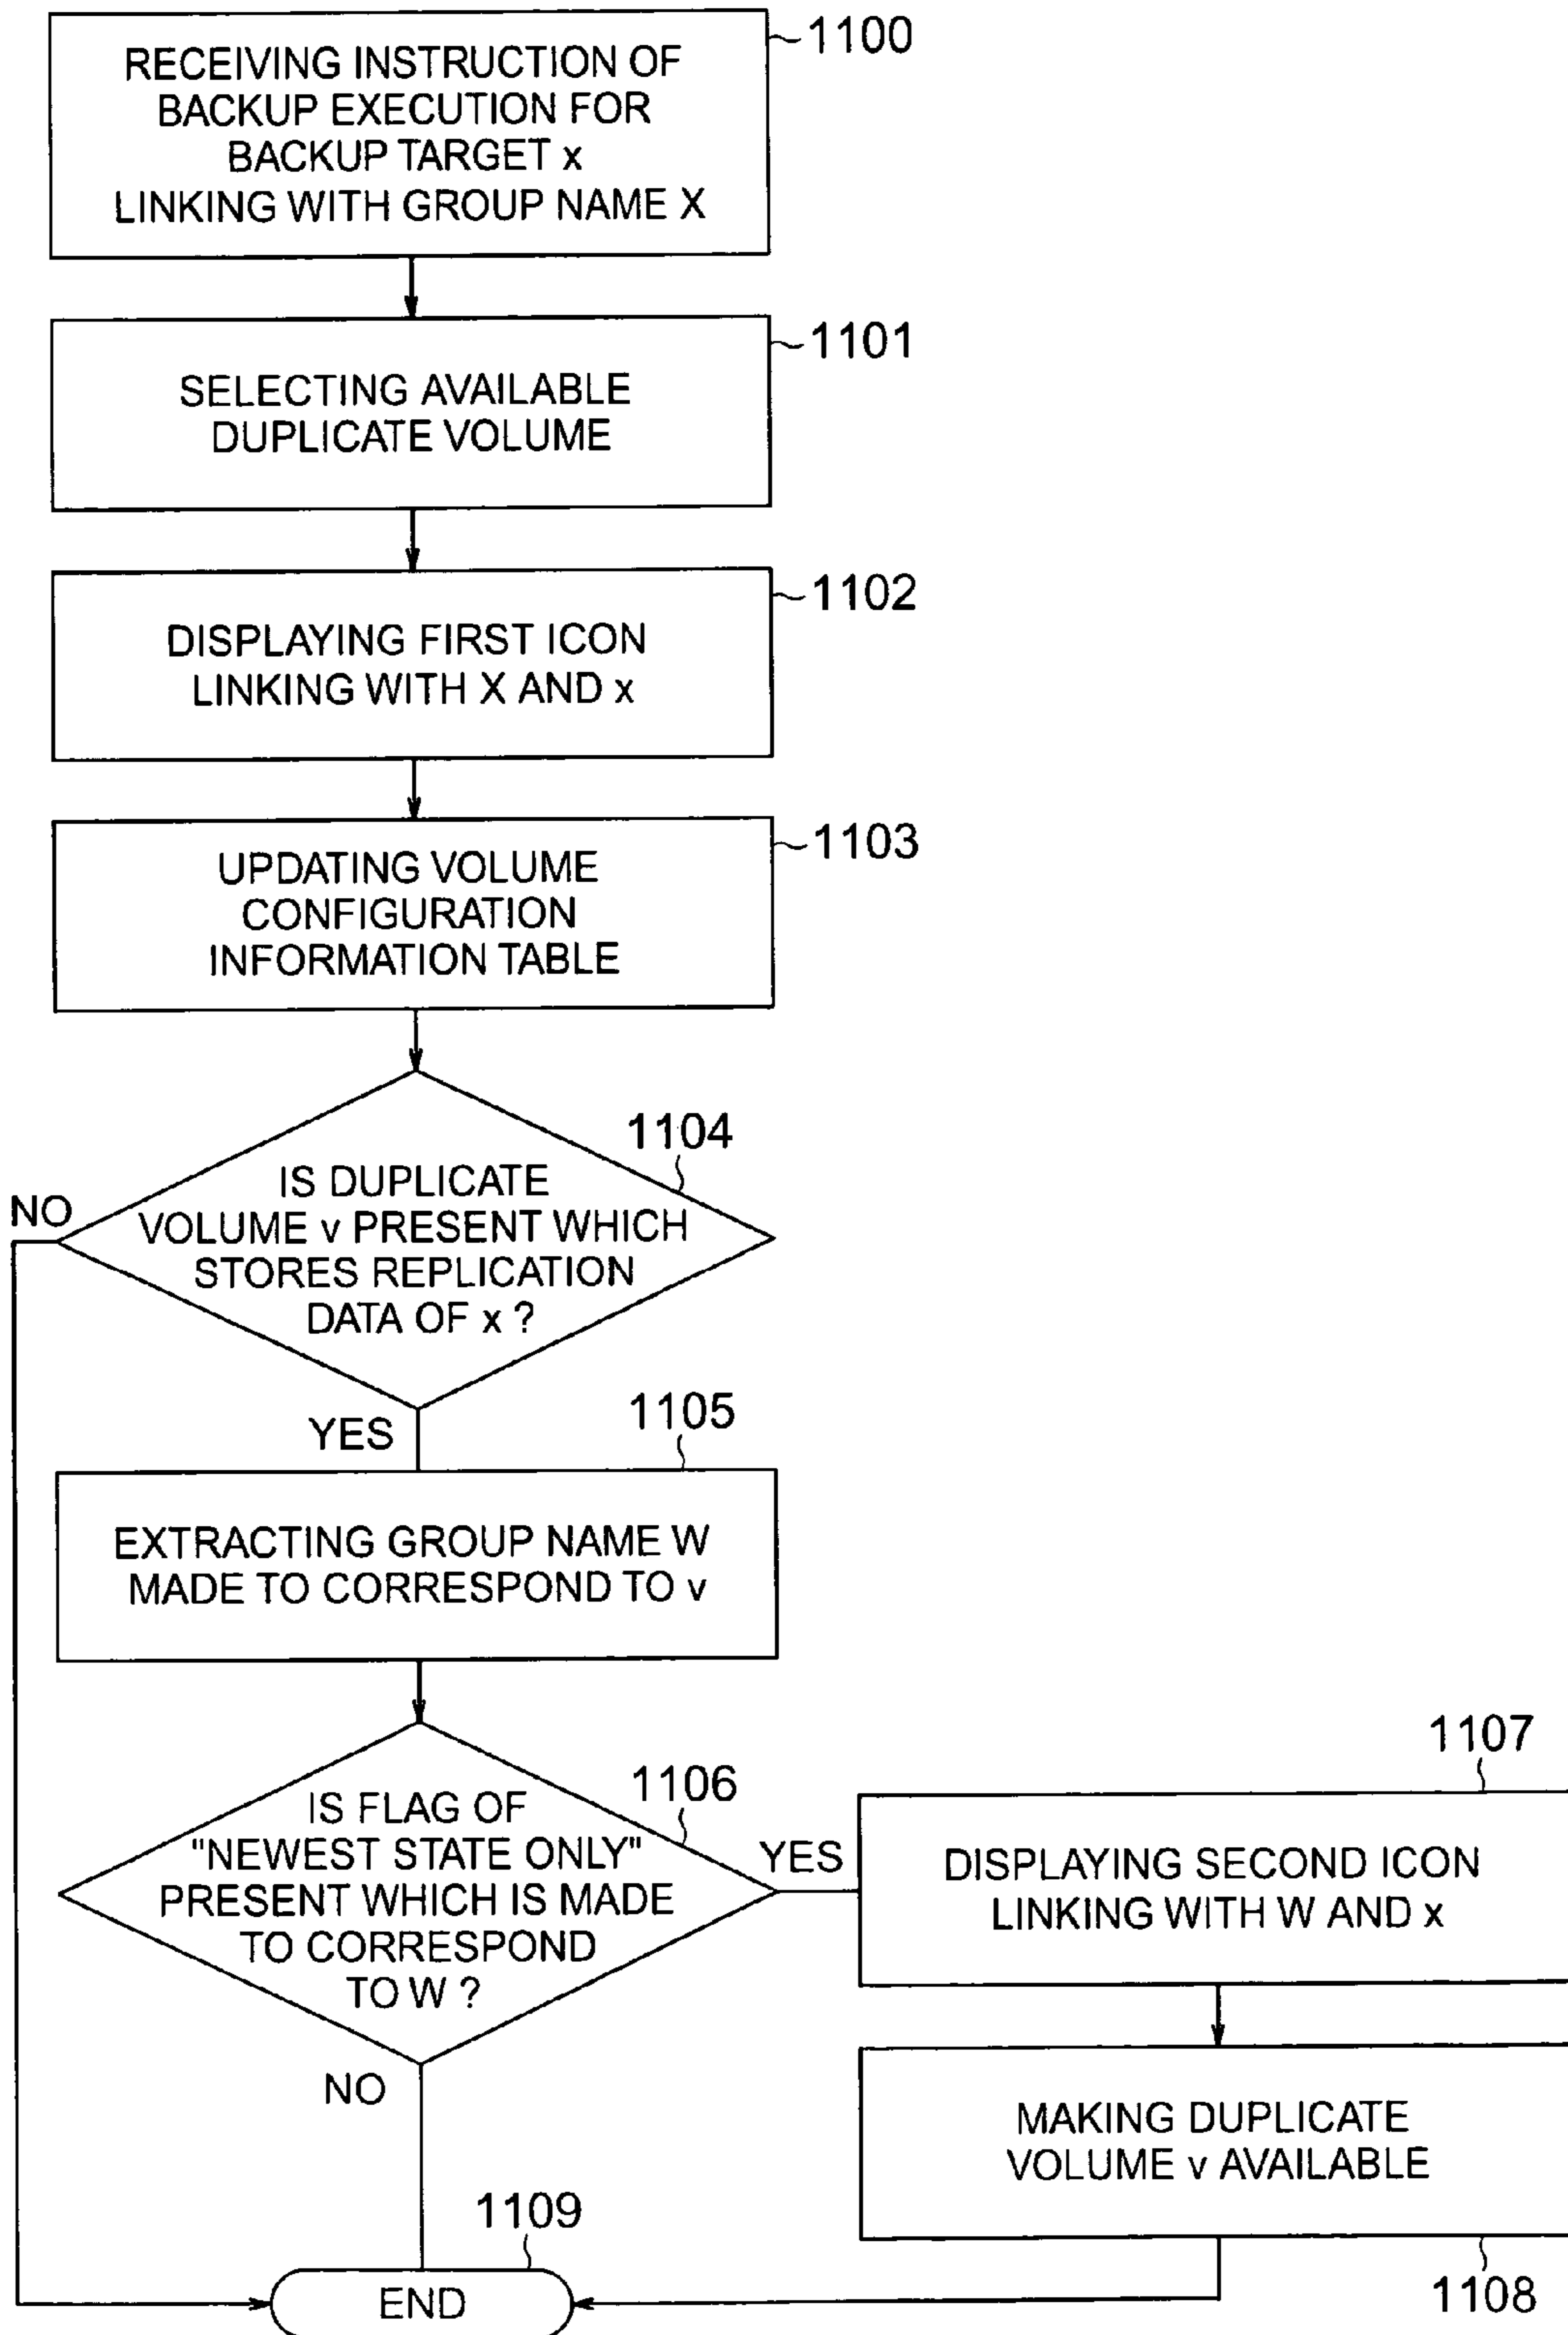 RECEIVING INSTRUCTION OF
BACKUP EXECUTION FOR
BACKUP TARGET x
LINKING WITH GROUP NAME X
1100
SELECTING AVAILABLE
DUPLICATE VOLUME
1101
DISPLAYING FIRST ICON
LINKING WITH X AND x
1102
UPDATING VOLUME
CONFIGURATION
INFORMATION TABLE
1103
1104
IS DUPLICATE
VOLUME v PRESENT WHICH
STORES REPLICATION
DATA OF x ?
NO
YES
1105
EXTRACTING GROUP NAME W
MADE TO CORRESPOND TO v
1106
IS FLAG OF
"NEWEST STATE ONLY"
PRESENT WHICH IS MADE
TO CORRESPOND
TO W ?
YES
NO
1107
DISPLAYING SECOND ICON
LINKING WITH W AND x
MAKING DUPLICATE
VOLUME v AVAILABLE
1108
1109
END